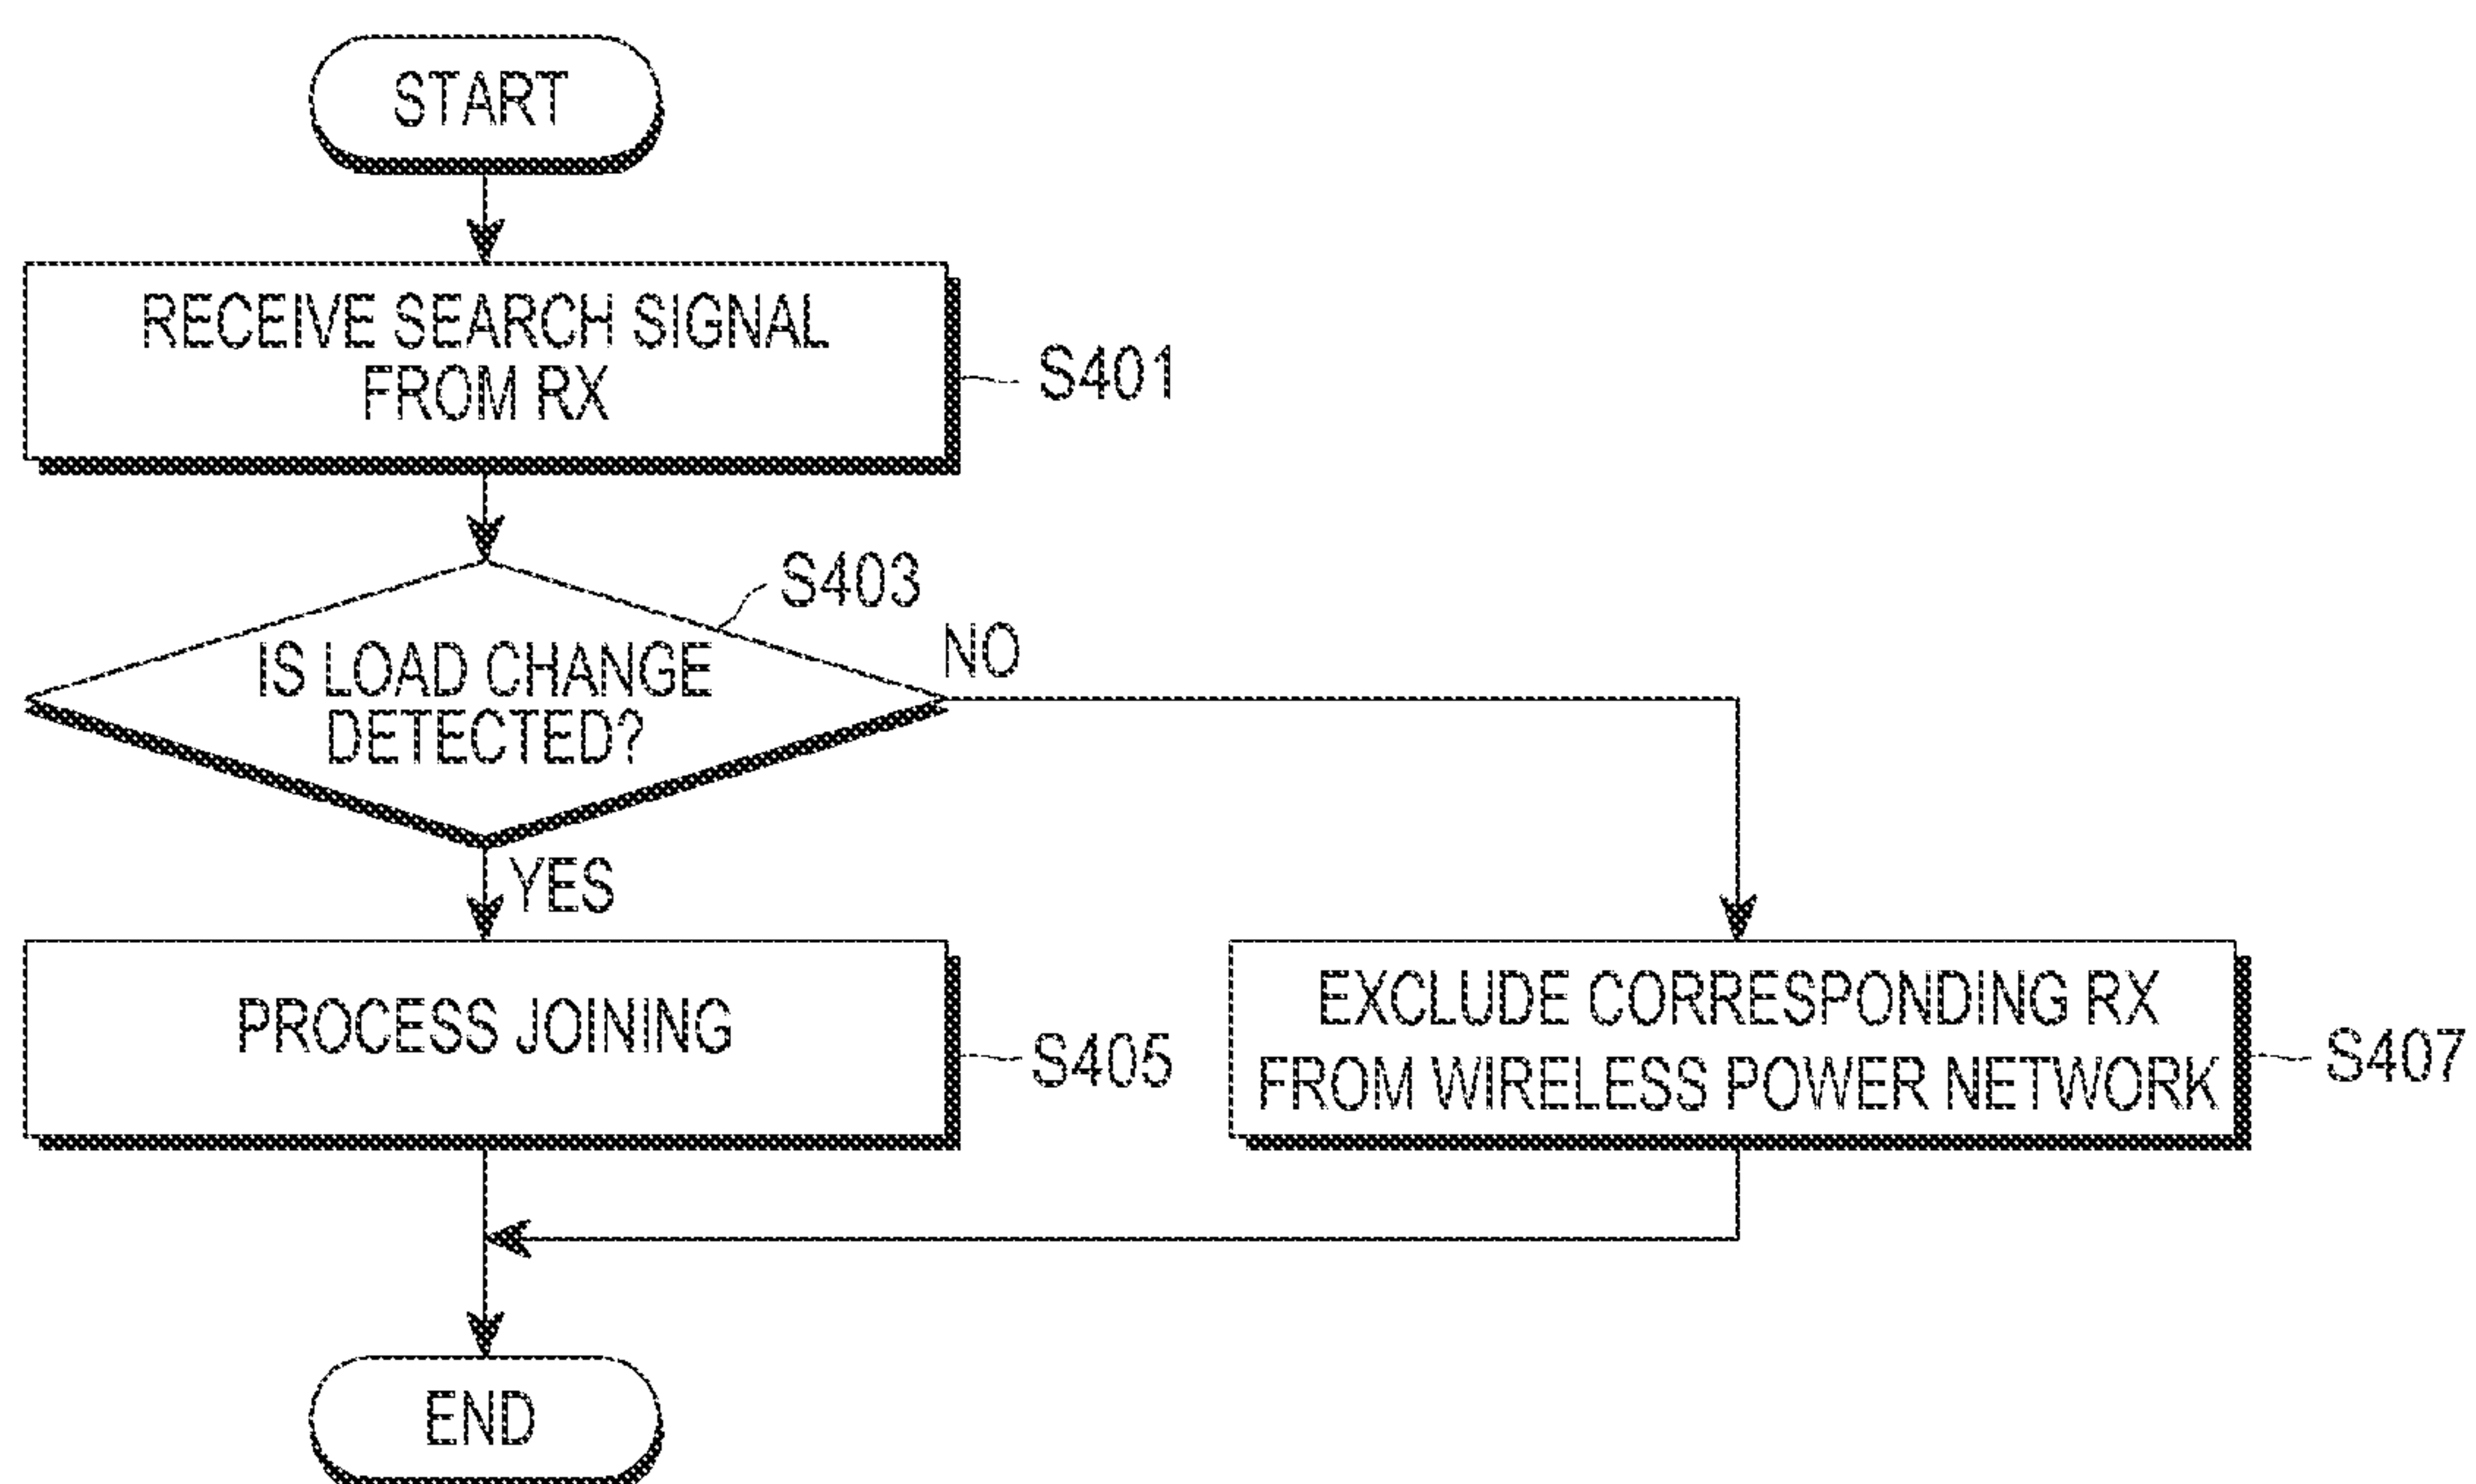 START
RECEIVE SEARCH SIGNAL
FROM RX
S401
S403
IS LOAD CHANGE
DETECTED?
NO
YES
PROCESS JOINING
S405
EXCLUDE CORRESPONDING RX
FROM WIRELESS POWER NETWORK
S407
END